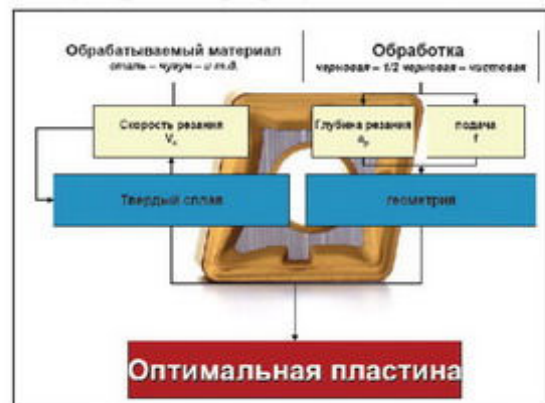 Обрабатываемый материал
сталь – чугун – и т.д.
Обработка
черновая – 1/2 черновая – чистовая
Скорость резания
Vc
Глубина резания
ap
подача
f
Твердый сплав
геометрия
Оптимальная пластина